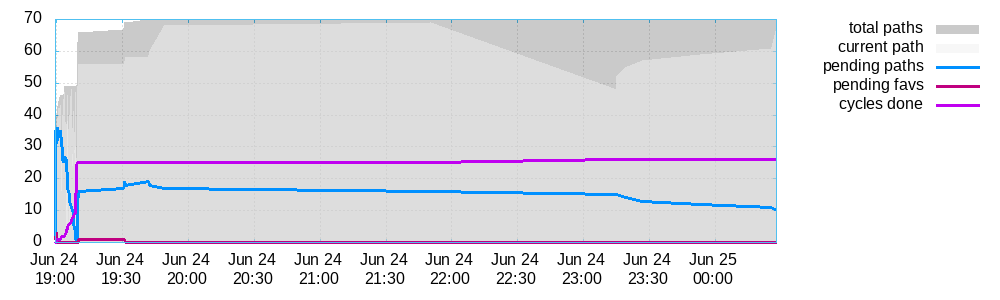 70
60
50
40
30
20
10
0
Jun 24 Jun 24 Jun 24 Jun 24 Jun 24 Jun 24 Jun 24 Jun 24 Jun 24 Jun 24 Jun 25
19:00 19:30 20:00 20:30 21:00 21:30 22:00 22:30 23:00 23:30 00:00
total paths
current path
pending paths
pending favs
cycles done